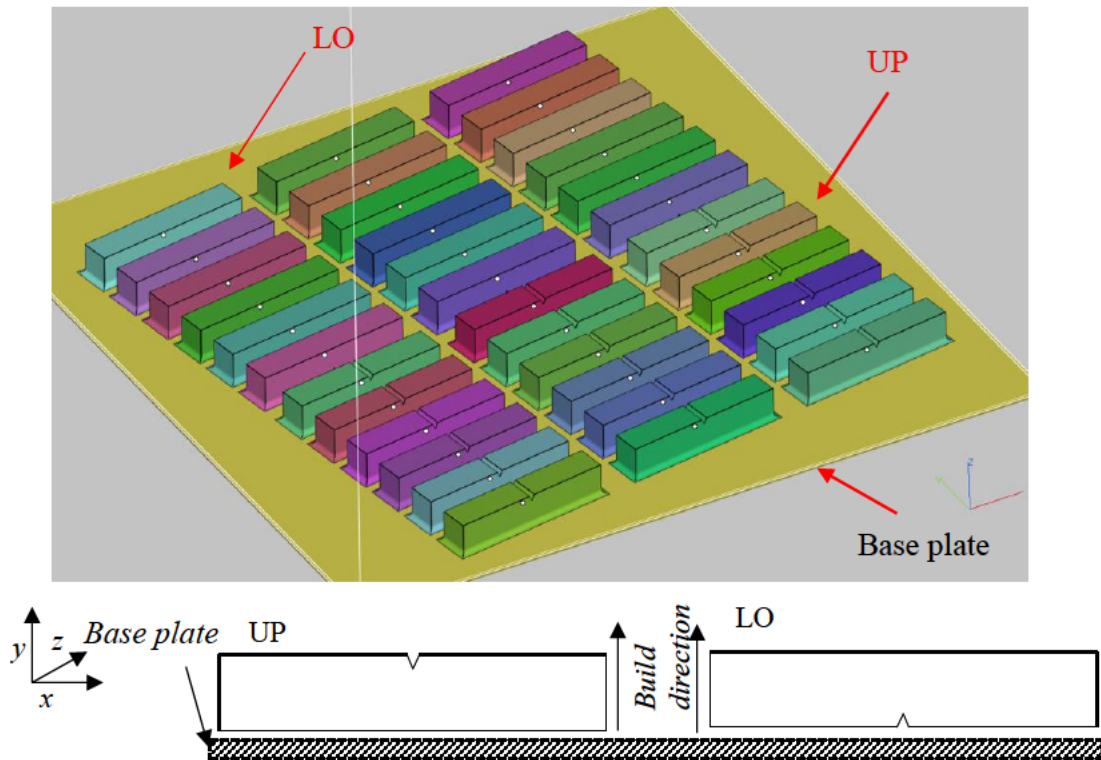 LO
UP
Base plate
y
z
x
Base plate
UP
Build
direction
LO